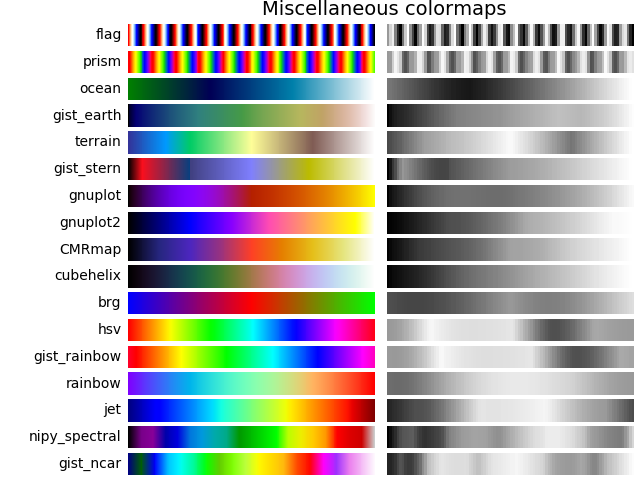 Miscellaneous colormaps
flag
prism
ocean
gist_earth
terrain
gist_stern
gnuplot
gnuplot2
CMRmap
cubehelix
brg
hsv
gist_rainbow
rainbow
jet
nipy_spectral
gist_ncar